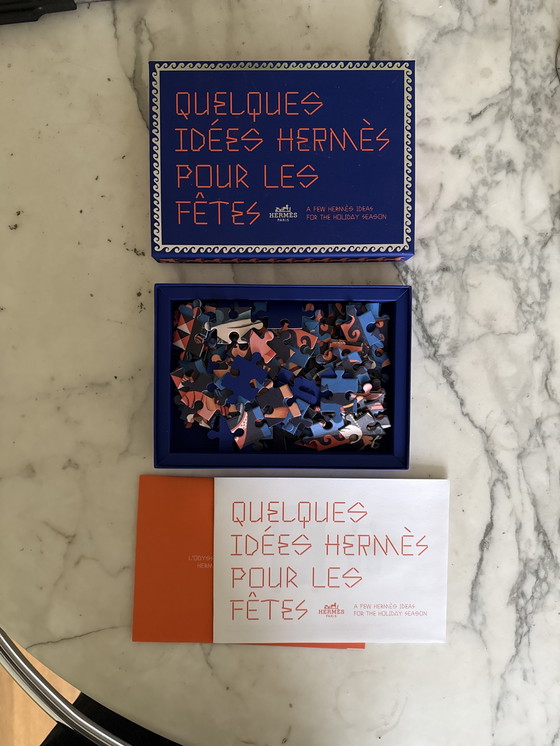 QUELQUES
IDÉES HERMÈS
POUR LES
FÊTES
HERMÈS
PARIS
A FEW HERMÈS IDEAS
FOR THE HOLIDAY SEASON
QUELQUES
IDÉES HERMÈS
POUR LES
FÊTES
HERMÈS
PARIS
A FEW HERMÈS IDEAS
FOR THE HOLIDAY SEASON